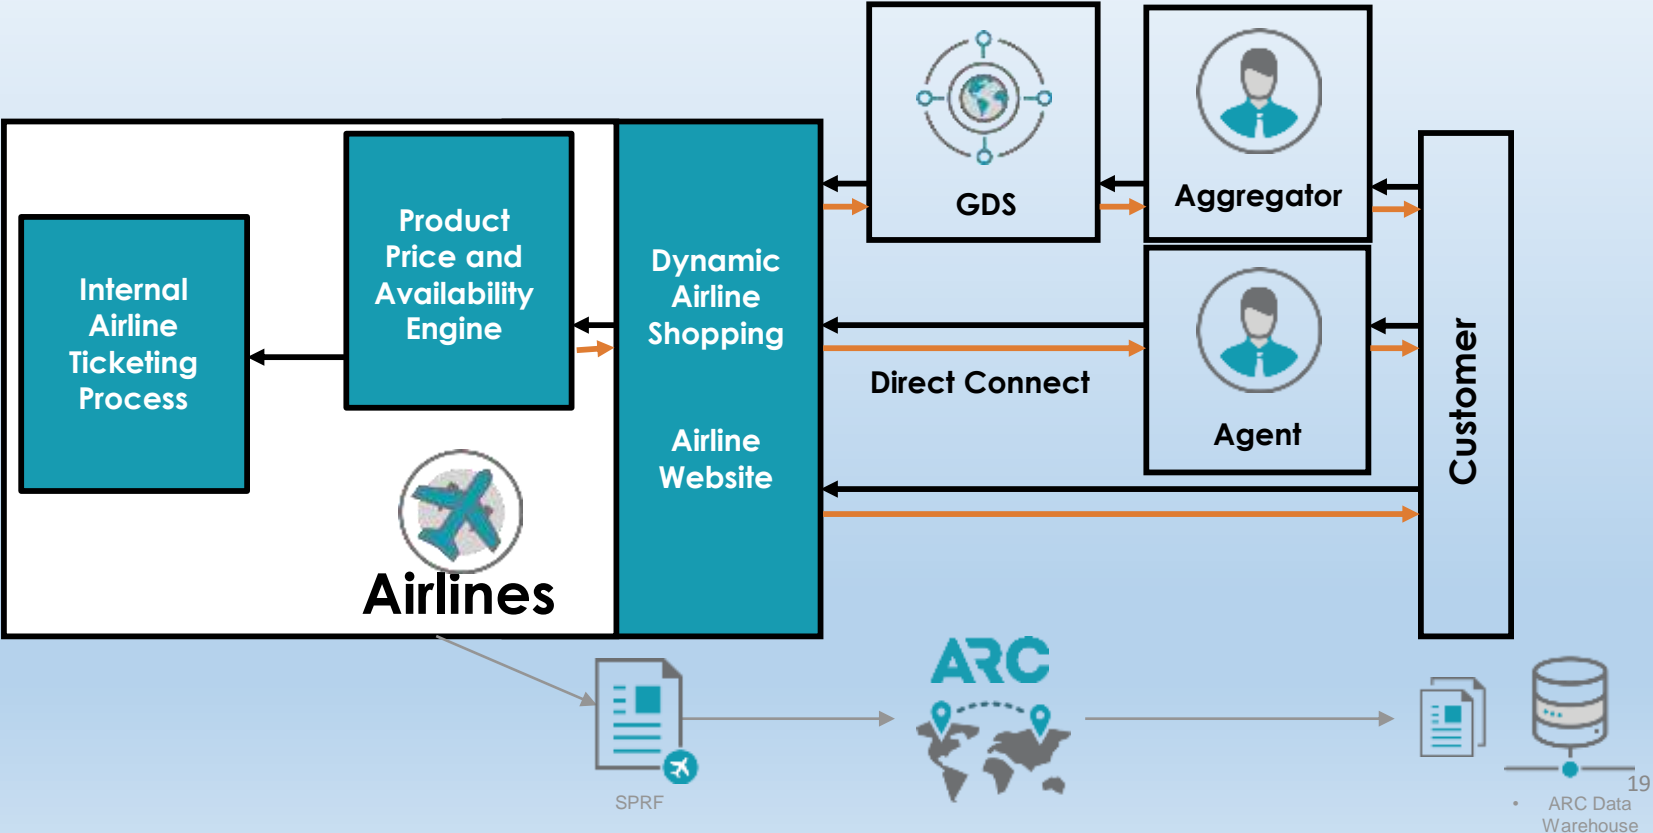 Internal
Airline
Ticketing
Process
Product
Price and
Availability
Engine
Airlines
Dynamic
Airline
Shopping
Airline
Website
GDS
Aggregator
Direct Connect
Agent
Customer
SPRF
ARC
19
• ARC Data
Warehouse